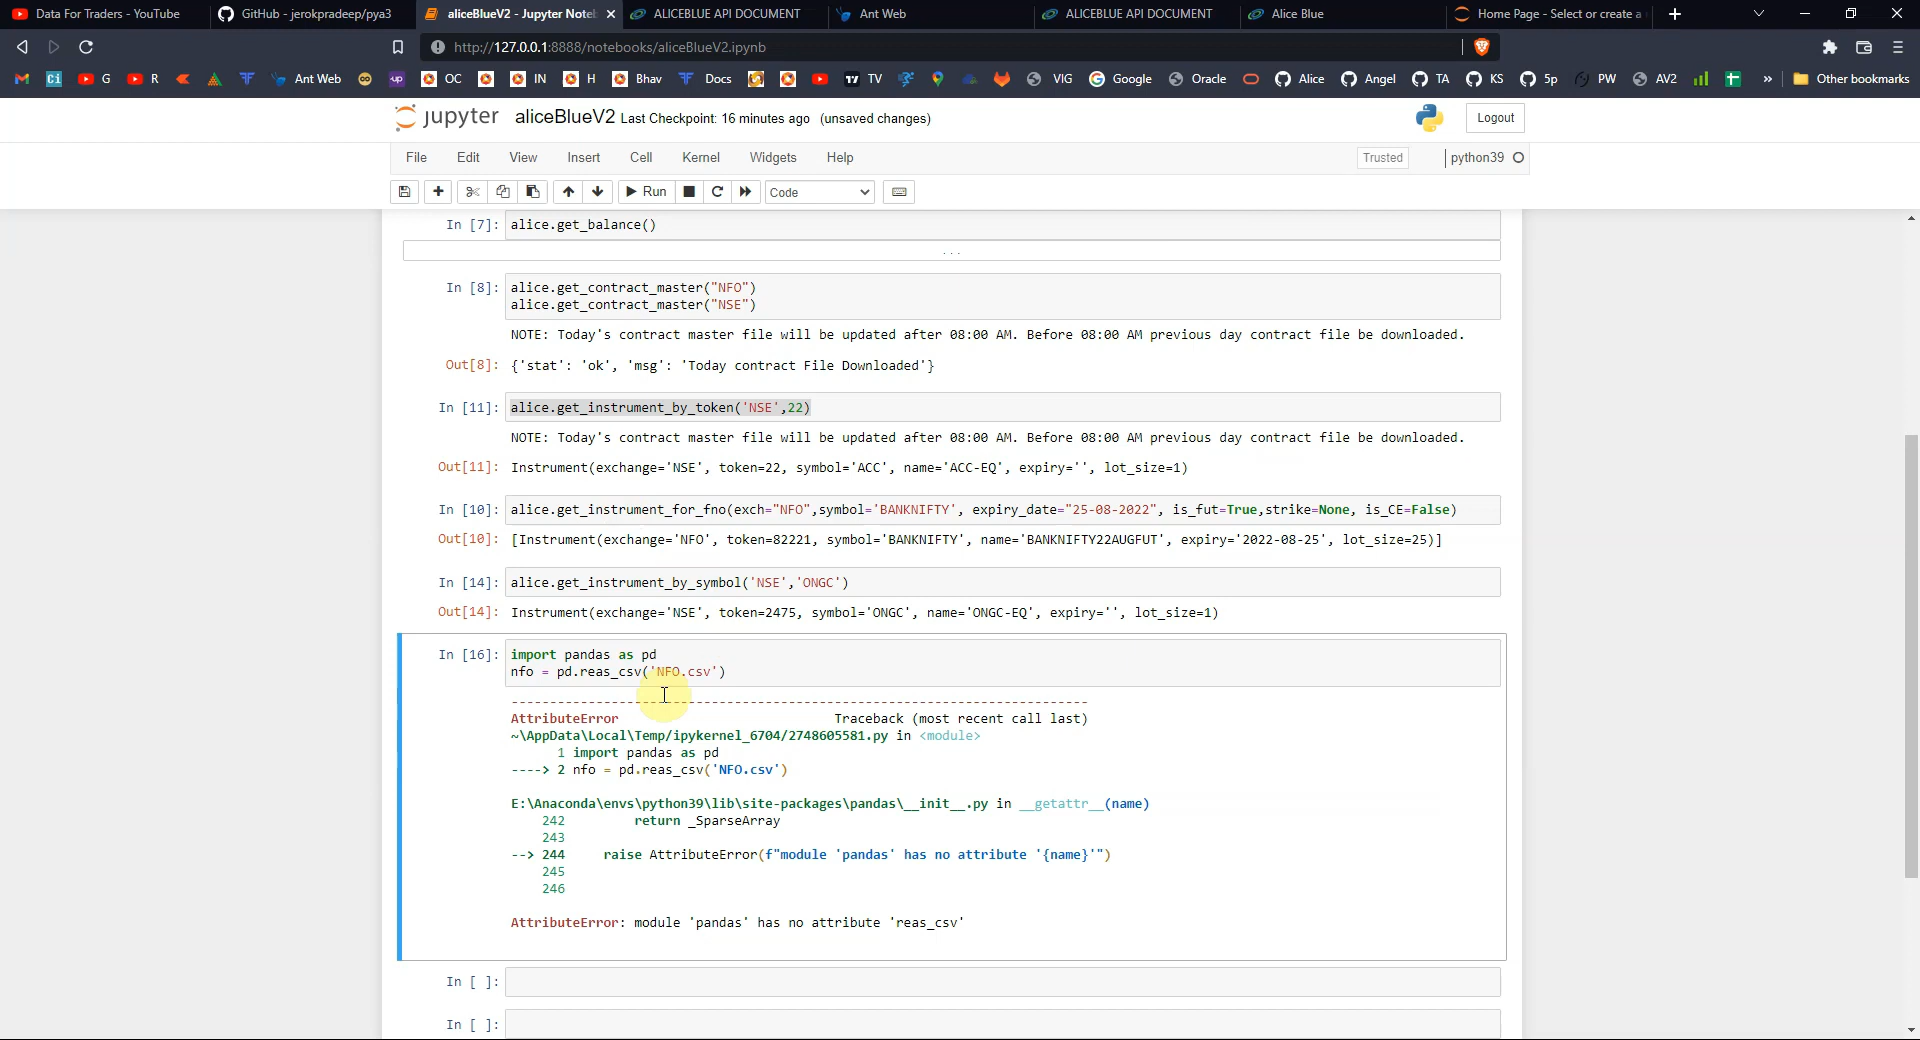 Data For Traders - YouTube
GitHub - jerokpradeep/pya3
aliceBlueV2 - Jupyter Noteb
ALICEBLUE API DOCUMENT
Ant Web
ALICEBLUE API DOCUMENT
Alice Blue
Home Page - Select or create a
http://127.0.0.1:8888/notebooks/aliceBlueV2.ipynb
Ci G R Ant Web up OC IN H Bhav Docs TV VIG Google Oracle Alice Angel TA KS 5p PW AV2 » Other bookmarks
jupyter aliceBlueV2 Last Checkpoint: 16 minutes ago (unsaved changes)
Logout
File Edit View Insert Cell Kernel Widgets Help
Trusted
python39
Run
Code
In [7]: alice.get_balance()
...
In [8]: alice.get_contract_master("NFO")
alice.get_contract_master("NSE")
NOTE: Today's contract master file will be updated after 08:00 AM. Before 08:00 AM previous day contract file be downloaded.
Out[8]: {'stat': 'ok', 'msg': 'Today contract File Downloaded'}
In [11]: alice.get_instrument_by_token('NSE',22)
NOTE: Today's contract master file will be updated after 08:00 AM. Before 08:00 AM previous day contract file be downloaded.
Out[11]: Instrument(exchange='NSE', token=22, symbol='ACC', name='ACC-EQ', expiry='', lot_size=1)
In [10]: alice.get_instrument_for_fno(exch="NFO",symbol='BANKNIFTY', expiry_date="25-08-2022", is_fut=True,strike=None, is_CE=False)
Out[10]: [Instrument(exchange='NFO', token=82221, symbol='BANKNIFTY', name='BANKNIFTY22AUGFUT', expiry='2022-08-25', lot_size=25)]
In [14]: alice.get_instrument_by_symbol('NSE','ONGC')
Out[14]: Instrument(exchange='NSE', token=2475, symbol='ONGC', name='ONGC-EQ', expiry='', lot_size=1)
In [16]: import pandas as pd
nfo = pd.reas_csv('NFO.csv')
---------------------------------------------------------------------------
AttributeError Traceback (most recent call last)
~\AppData\Local\Temp/ipykernel_6704/2748605581.py in <module>
1 import pandas as pd
----> 2 nfo = pd.reas_csv('NFO.csv')
E:\Anaconda\envs\python39\lib\site-packages\pandas\__init__.py in __getattr__(name)
242 return _SparseArray
243
--> 244 raise AttributeError(f"module 'pandas' has no attribute '{name}'")
245
246
AttributeError: module 'pandas' has no attribute 'reas_csv'
In [ ]:
In [ ]: